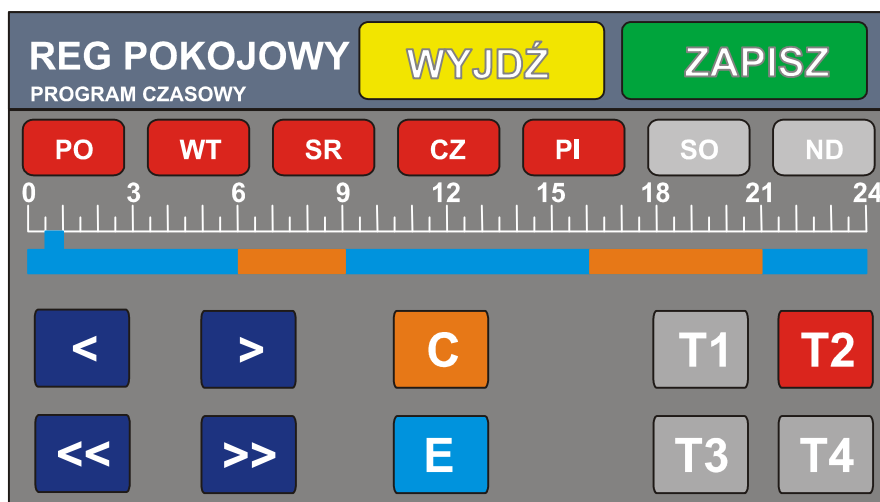 REG POKOJOWY WYJDŹ ZAPISZ
PROGRAM CZASOWY
PO WT SR CZ PI SO ND
0 3 6 9 12 15 18 21 24
< > C T1 T2
<< >> E T3 T4